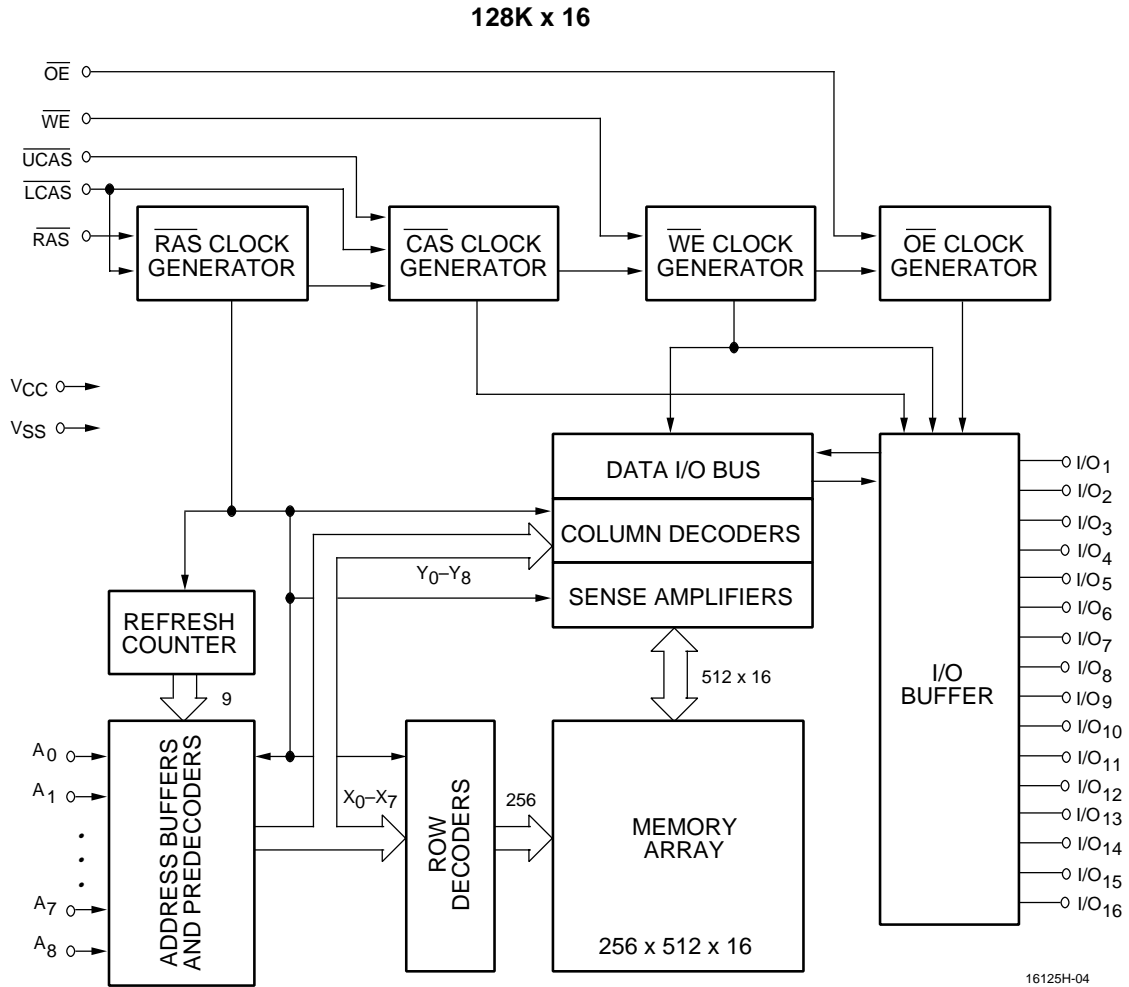 128K x 16
OE
WE
UCAS
LCAS
RAS
RAS CLOCK
GENERATOR
CAS CLOCK
GENERATOR
WE CLOCK
GENERATOR
OE CLOCK
GENERATOR
VCC
VSS
DATA I/O BUS
COLUMN DECODERS
SENSE AMPLIFIERS
Y0–Y8
REFRESH
COUNTER
9
512 x 16
I/O
BUFFER
I/O1
I/O2
I/O3
I/O4
I/O5
I/O6
I/O7
I/O8
I/O9
I/O10
I/O11
I/O12
I/O13
I/O14
I/O15
I/O16
A0
A1
A7
A8
ADDRESS BUFFERS
AND PREDECODERS
X0–X7
ROW
DECODERS
256
MEMORY
ARRAY
256 x 512 x 16
16125H-04